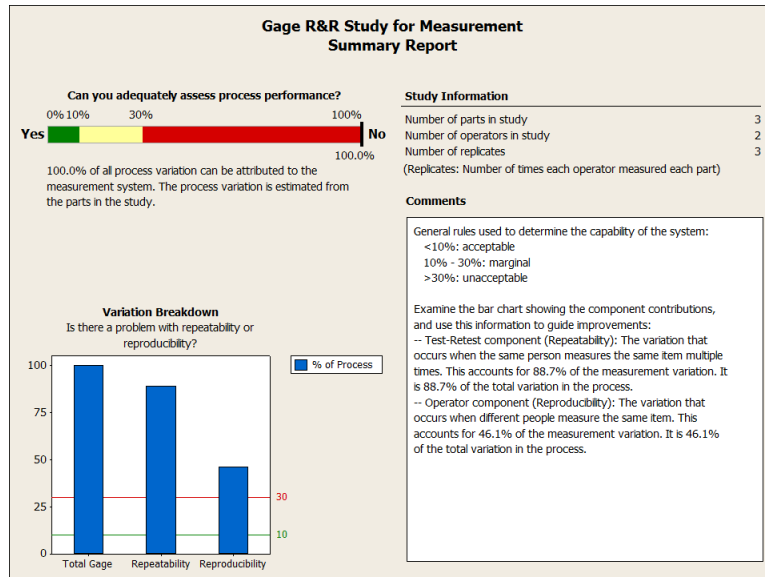 Gage R&R Study for Measurement
Summary Report
Can you adequately assess process performance?
0% 10% 30% 100%
Yes No
100.0%
100.0% of all process variation can be attributed to the
measurement system. The process variation is estimated from
the parts in the study.
Study Information
Number of parts in study 3
Number of operators in study 2
Number of replicates 3
(Replicates: Number of times each operator measured each part)
Comments
General rules used to determine the capability of the system:
<10%: acceptable
10% - 30%: marginal
>30%: unacceptable
Examine the bar chart showing the component contributions,
and use this information to guide improvements:
-- Test-Retest component (Repeatability): The variation that
occurs when the same person measures the same item multiple
times. This accounts for 88.7% of the measurement variation. It
is 88.7% of the total variation in the process.
-- Operator component (Reproducibility): The variation that
occurs when different people measure the same item. This
accounts for 46.1% of the measurement variation. It is 46.1%
of the total variation in the process.
Variation Breakdown
Is there a problem with repeatability or
reproducibility?
% of Process
100
75
50
30
25
10
0
Total Gage Repeatability Reproducibility